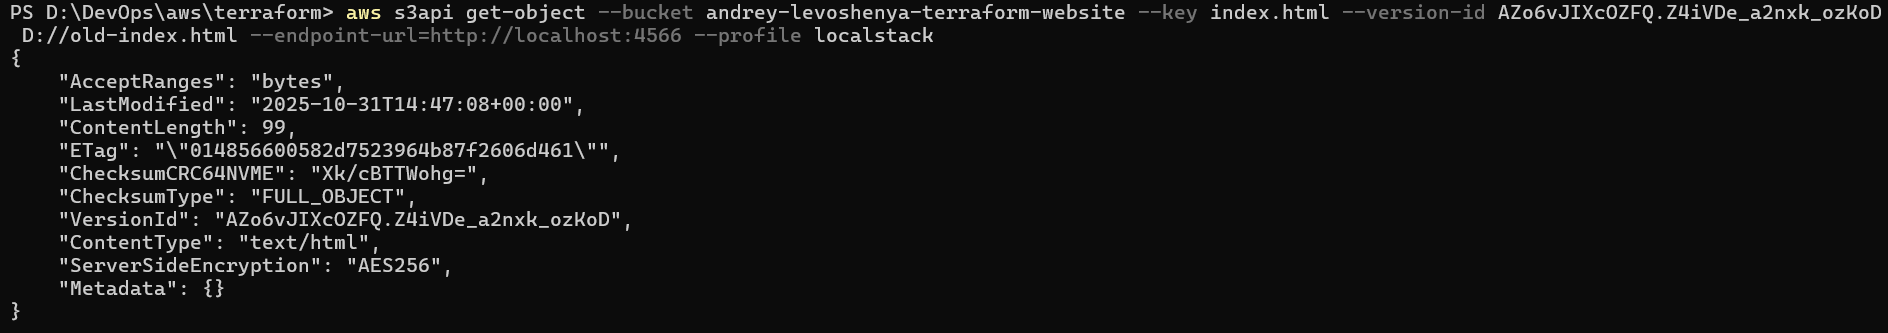 PS D:\DevOps\aws\terraform> aws s3api get-object --bucket andrey-levoshenya-terraform-website --key index.html --version-id AZo6vJIXcOZFQ.Z4iVDe_a2nxk_ozKoD
D://old-index.html --endpoint-url=http://localhost:4566 --profile localstack
{
    "AcceptRanges": "bytes",
    "LastModified": "2025-10-31T14:47:08+00:00",
    "ContentLength": 99,
    "ETag": "\"014856600582d7523964b87f2606d461\"",
    "ChecksumCRC64NVME": "Xk/cBTTWohg=",
    "ChecksumType": "FULL_OBJECT",
    "VersionId": "AZo6vJIXcOZFQ.Z4iVDe_a2nxk_ozKoD",
    "ContentType": "text/html",
    "ServerSideEncryption": "AES256",
    "Metadata": {}
}